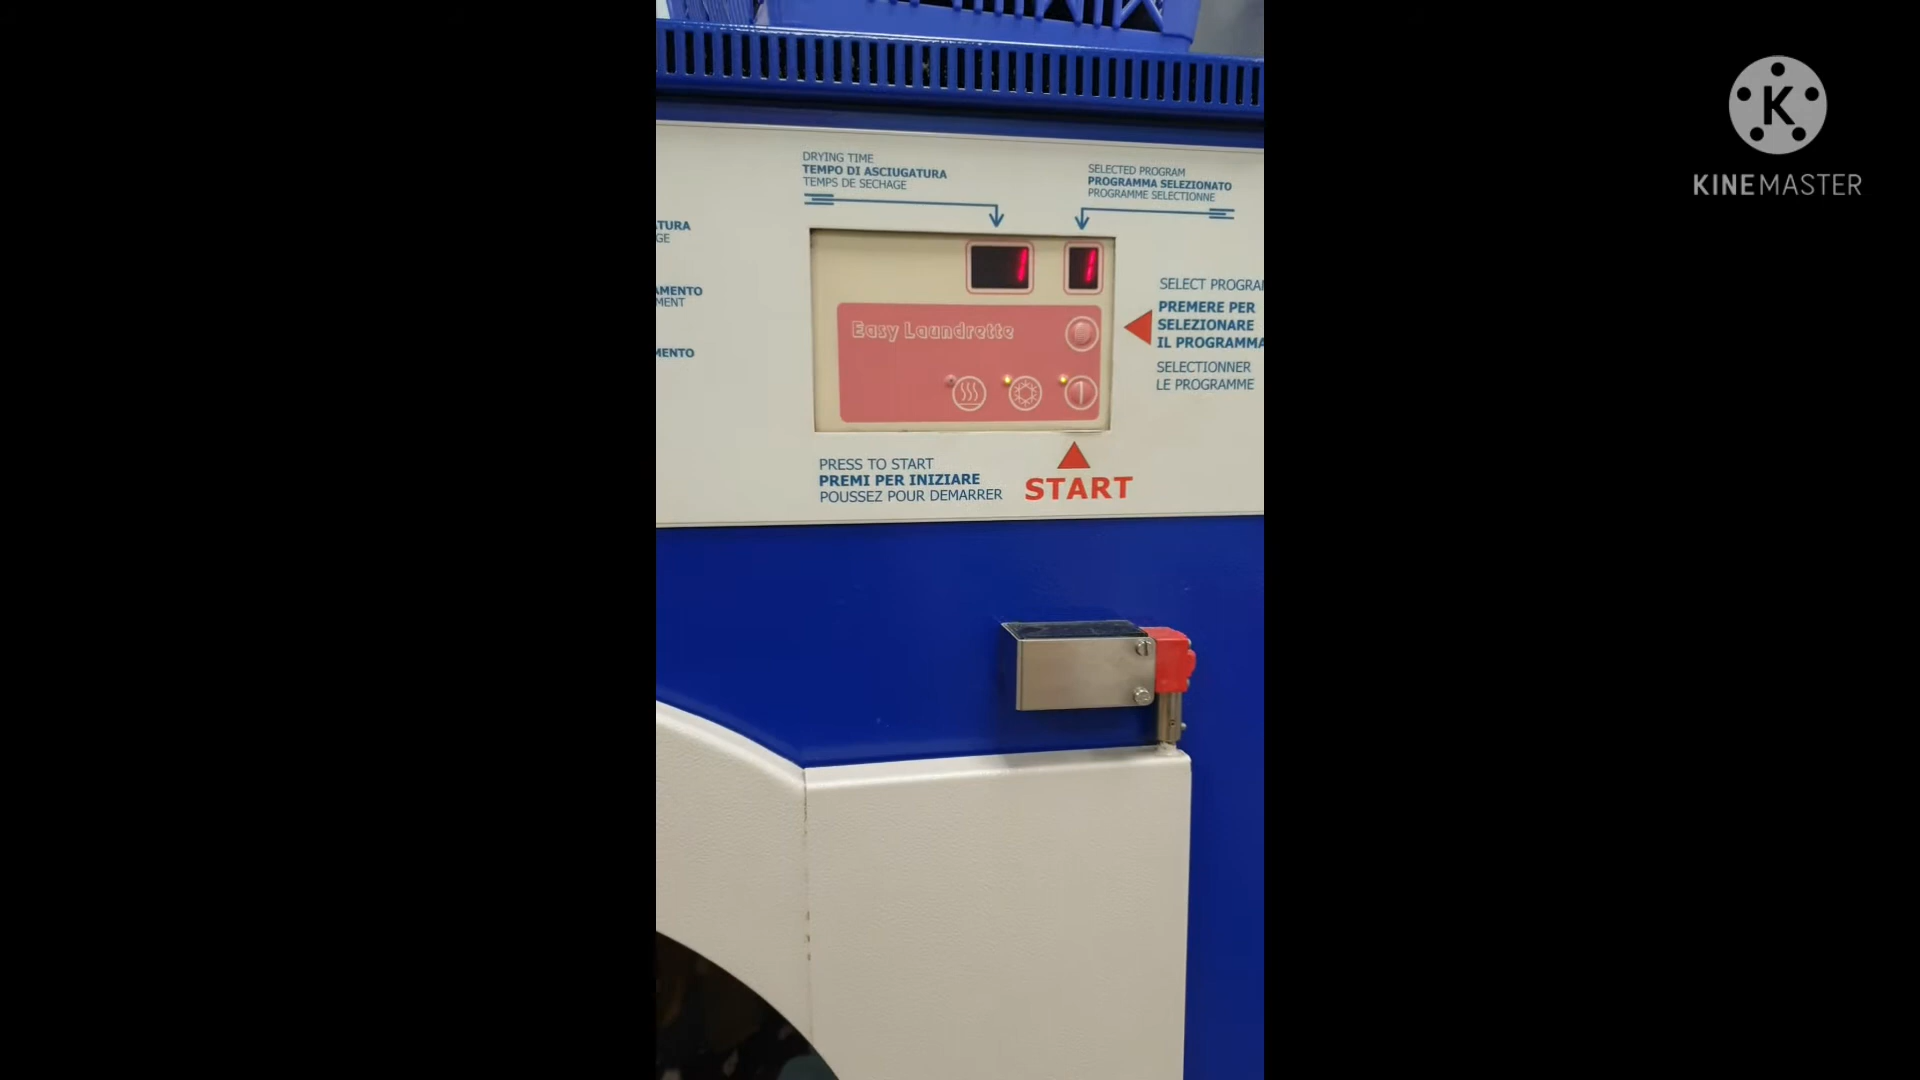 DRYING TIME
TEMPO DI ASCIUGATURA
TEMPS DE SECHAGE
SELECTED PROGRAM
PROGRAMMA SELEZIONATO
PROGRAMME SELECTIONNE
TURA
GE
AMENTO
MENT
MENTO
1 1
Easy Laundrette
SELECT PROGRA
PREMERE PER
SELEZIONARE
IL PROGRAMMA
SELECTIONNER
LE PROGRAMME
PRESS TO START
PREMI PER INIZIARE
POUSSEZ POUR DEMARRER
START
K
KINEMASTER